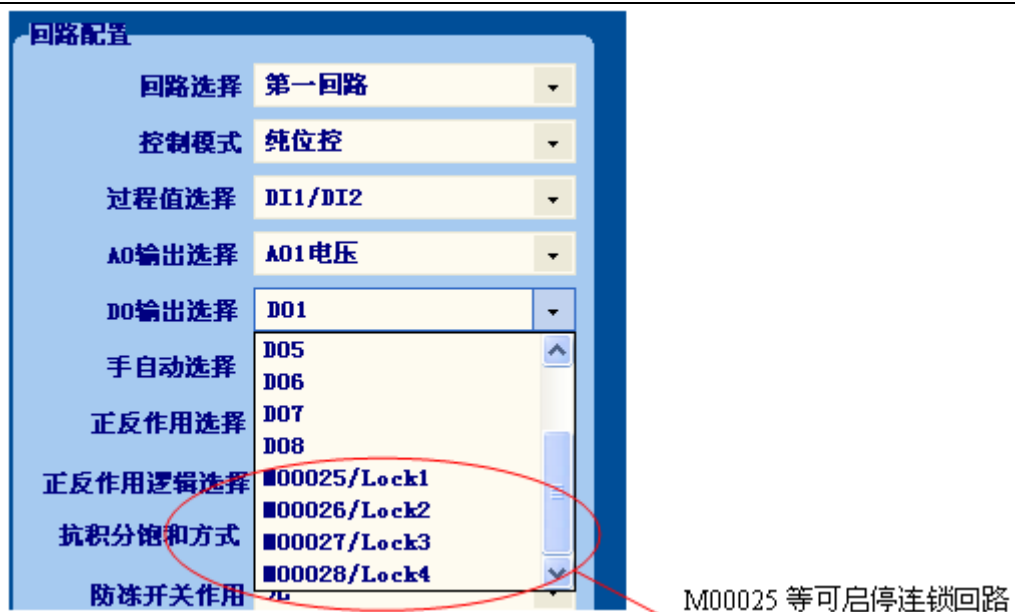 回路配置
回路选择 第一回路
控制模式 纯位控
过程值选择 DI1/DI2
AO输出选择 AO1电压
DO输出选择 DO1
手自动选择 DO5
DO6
正反作用选择 DO7
DO8
正反作用逻辑选择 M00025/Lock1
M00026/Lock2
抗积分饱和方式 M00027/Lock3
M00028/Lock4
防冻开关作用
M00025 等可启停连锁回路